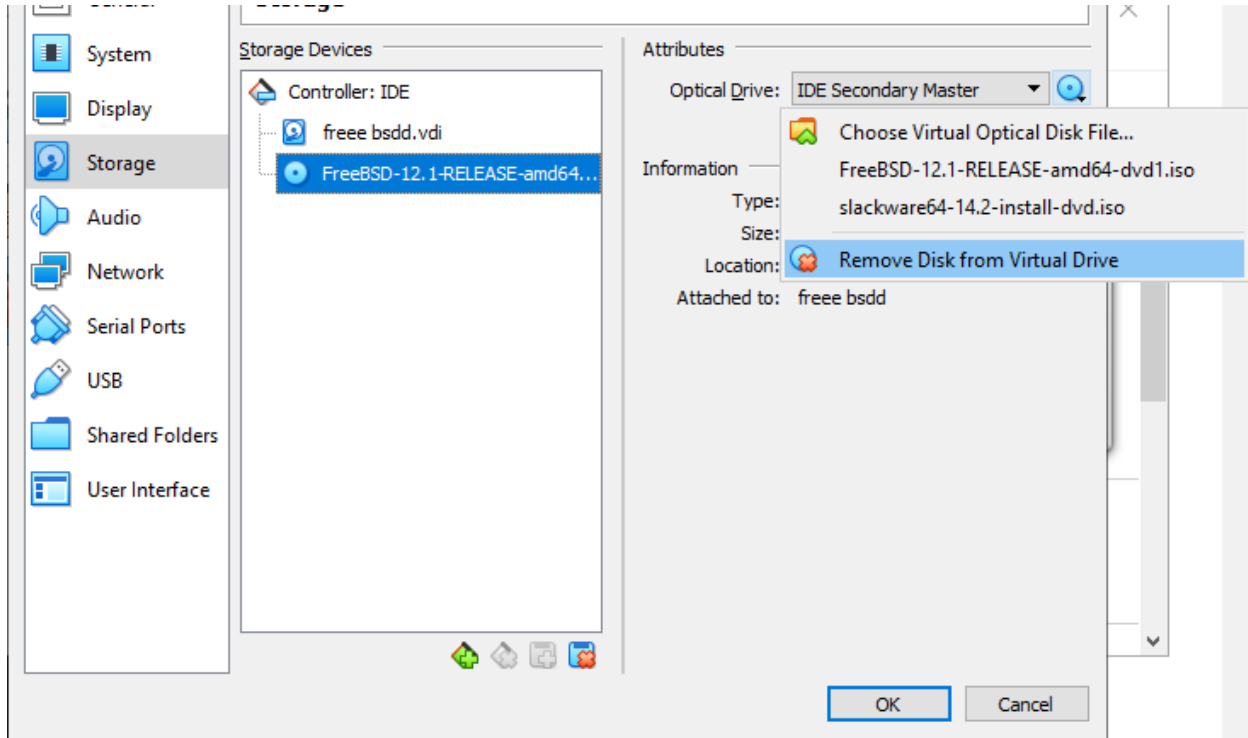 System
Display
Storage
Audio
Network
Serial Ports
USB
Shared Folders
User Interface
Storage Devices
Controller: IDE
freee bsdd.vdi
FreeBSD-12.1-RELEASE-amd64...
Attributes
Optical Drive: IDE Secondary Master
Choose Virtual Optical Disk File...
FreeBSD-12.1-RELEASE-amd64-dvd1.iso
slackware64-14.2-install-dvd.iso
Remove Disk from Virtual Drive
Information
Type:
Size:
Location:
Attached to: freee bsdd
OK
Cancel